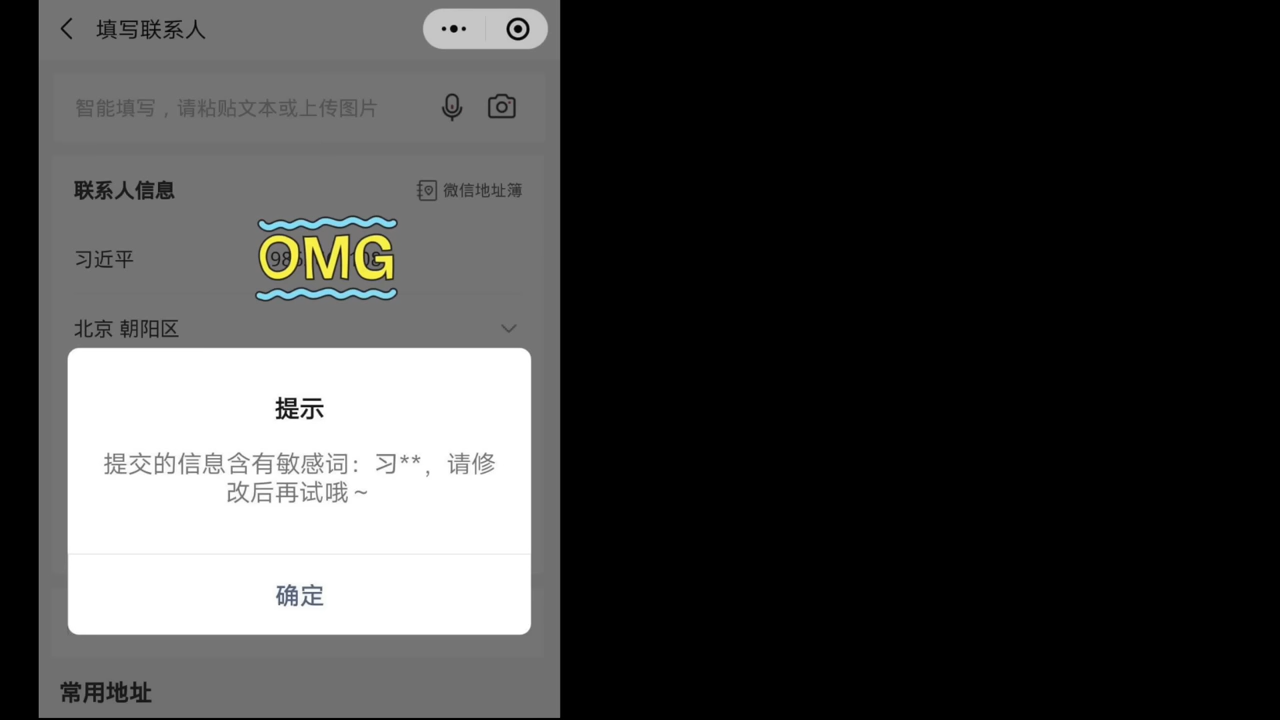 填写联系人
智能填写，请粘贴文本或上传图片
联系人信息
微信地址簿
习近平
OMG
北京 朝阳区
提示
提交的信息含有敏感词：习**，请修
改后再试哦~
确定
常用地址